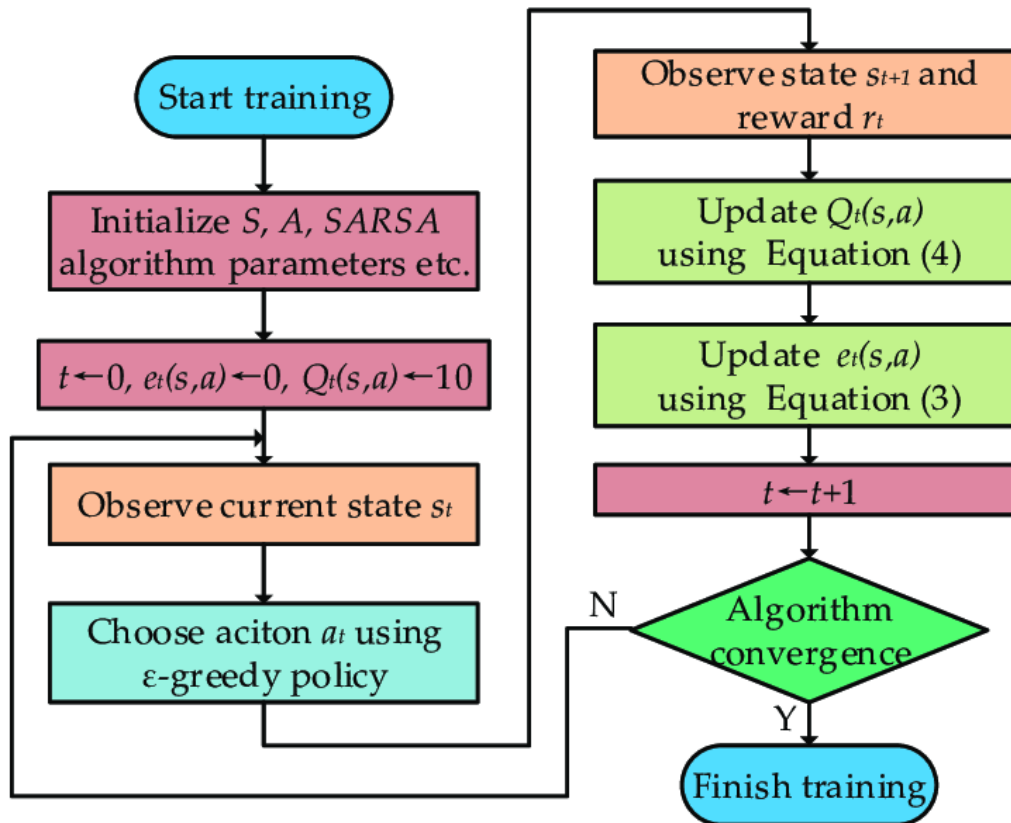 Start training
Initialize S, A, SARSA
algorithm parameters etc.
t←0, et(s,a)←0, Qt(s,a)←10
Observe current state st
Choose aciton at using
ε-greedy policy
Observe state st+1 and
reward rt
Update Qt(s,a)
using Equation (4)
Update et(s,a)
using Equation (3)
t←t+1
Algorithm
convergence
N
Y
Finish training